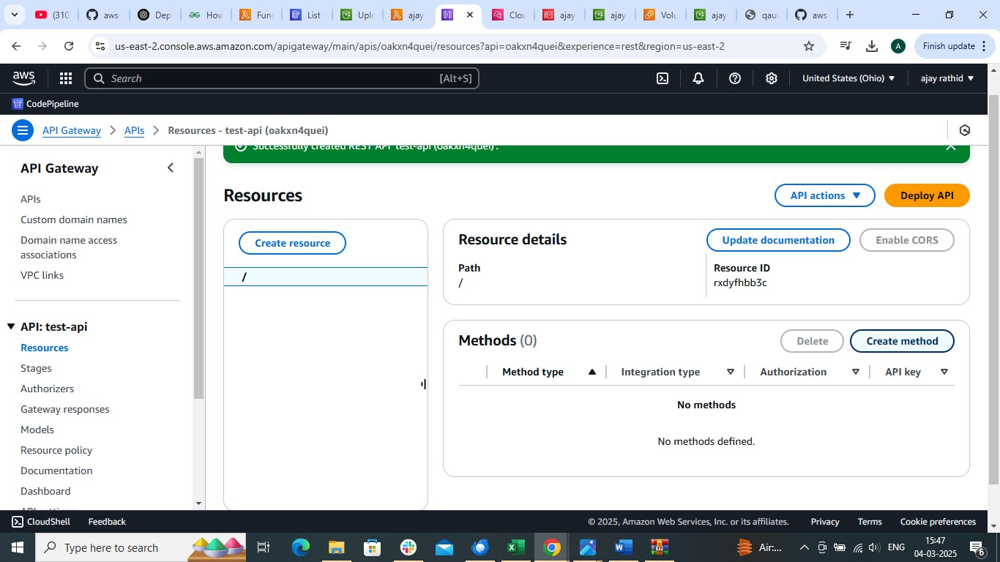 (310
aws-
Dep
How
Func
List
Uplo
ajay
Clou
ajay
ajay
Volu
ajay
qau
aws-
us-east-2.console.aws.amazon.com/apigateway/main/apis/oakxn4quei/resources?api=oakxn4quei&experience=rest&region=us-east-2
A
Finish update
aws
Search
[Alt+S]
United States (Ohio)
ajay rathid
CodePipeline
API Gateway
APIs
Resources - test-api (oakxn4quei)
Successfully created REST API 'test-api (oakxn4quei)'.
API Gateway
APIs
Custom domain names
Domain name access
associations
VPC links
API: test-api
Resources
Stages
Authorizers
Gateway responses
Models
Resource policy
Documentation
Dashboard
API settings
Resources
API actions
Deploy API
Create resource
/
Resource details
Update documentation
Enable CORS
Path
/
Resource ID
rxdyfhbb3c
Methods (0)
Delete
Create method
Method type
Integration type
Authorization
API key
No methods
No methods defined.
CloudShell
Feedback
© 2025, Amazon Web Services, Inc. or its affiliates.
Privacy
Terms
Cookie preferences
Type here to search
Air:...
ENG
15:47
04-03-2025
6